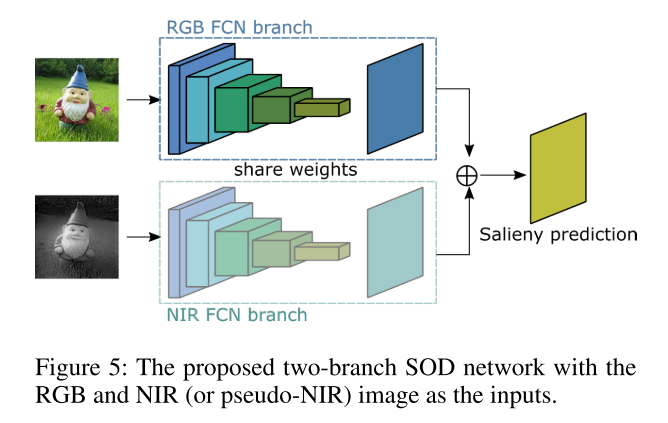 RGB FCN branch
share weights
Salieny prediction
NIR FCN branch
Figure 5: The proposed two-branch SOD network with the
RGB and NIR (or pseudo-NIR) image as the inputs.